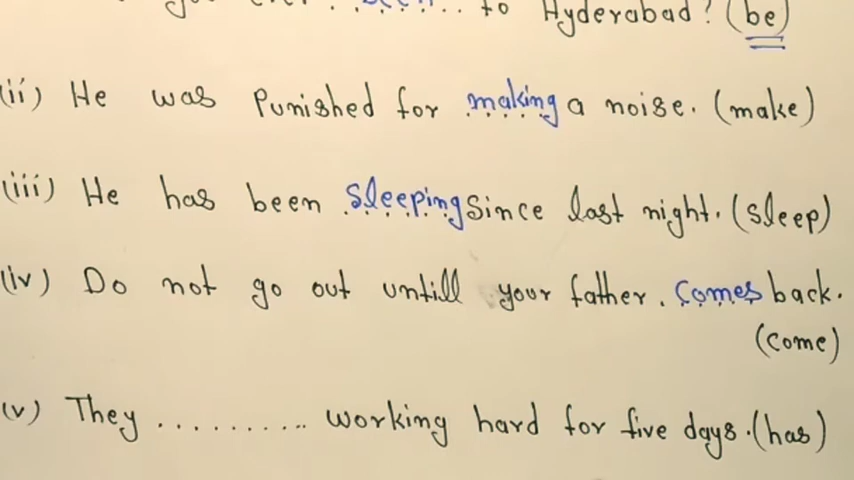 to Hyderabad? (be)
(ii) He was Punished for making a noise. (make)
(iii) He has been sleeping since last night. (sleep)
(iv) Do not go out untill your father. comes back.
(come)
(v) They .......... working hard for five days. (has)